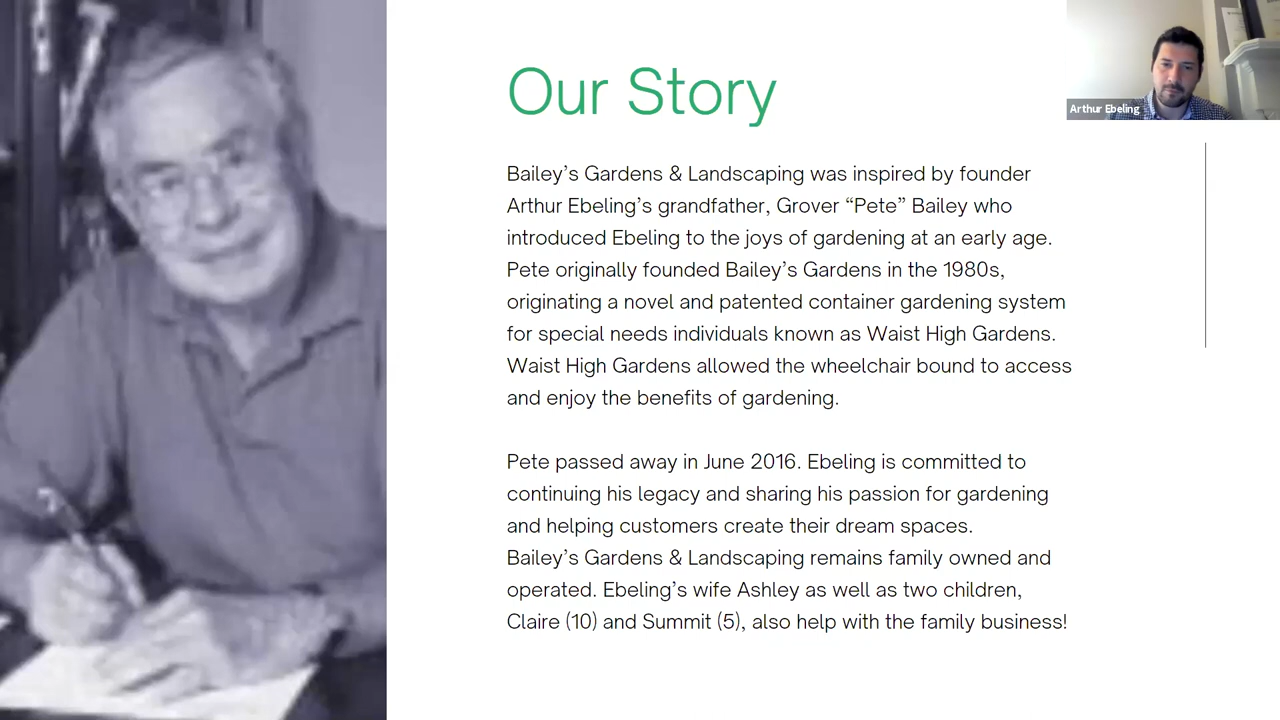 Our Story
Arthur Ebeling
Bailey’s Gardens & Landscaping was inspired by founder
Arthur Ebeling’s grandfather, Grover “Pete” Bailey who
introduced Ebeling to the joys of gardening at an early age.
Pete originally founded Bailey’s Gardens in the 1980s,
originating a novel and patented container gardening system
for special needs individuals known as Waist High Gardens.
Waist High Gardens allowed the wheelchair bound to access
and enjoy the benefits of gardening.
Pete passed away in June 2016. Ebeling is committed to
continuing his legacy and sharing his passion for gardening
and helping customers create their dream spaces.
Bailey’s Gardens & Landscaping remains family owned and
operated. Ebeling’s wife Ashley as well as two children,
Claire (10) and Summit (5), also help with the family business!